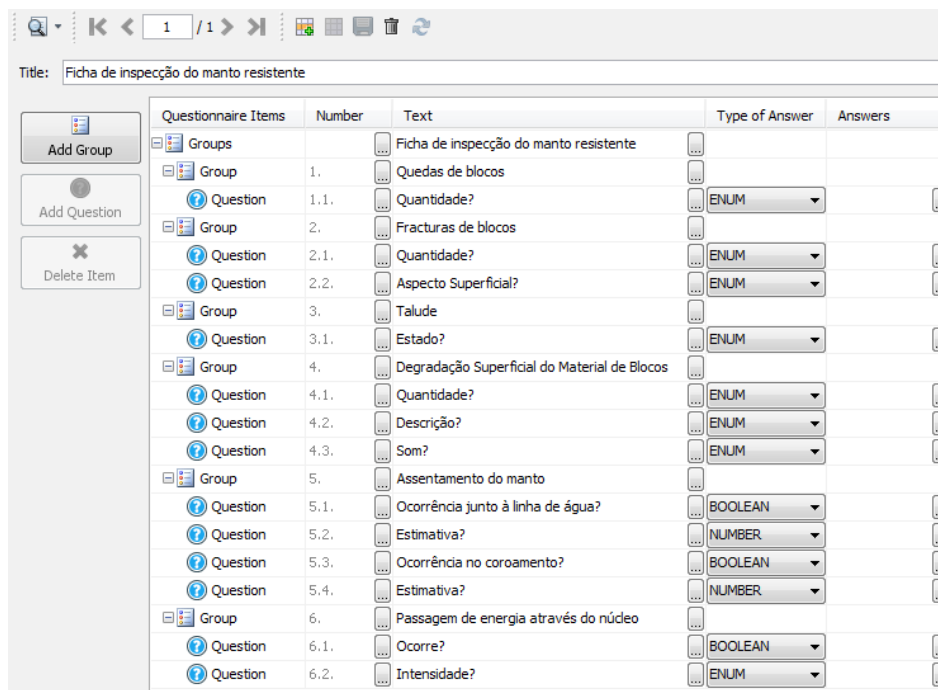 1 / 1
Title: Ficha de inspecção do manto resistente
Add Group
Add Question
Delete Item
Questionnaire Items Number Text Type of Answer Answers
Groups ... Ficha de inspecção do manto resistente ...
Group 1. ... Quedas de blocos ...
Question 1.1. ... Quantidade? ... ENUM
Group 2. ... Fracturas de blocos ...
Question 2.1. ... Quantidade? ... ENUM
Question 2.2. ... Aspecto Superficial? ... ENUM
Group 3. ... Talude ...
Question 3.1. ... Estado? ... ENUM
Group 4. ... Degradação Superficial do Material de Blocos ...
Question 4.1. ... Quantidade? ... ENUM
Question 4.2. ... Descrição? ... ENUM
Question 4.3. ... Som? ... ENUM
Group 5. ... Assentamento do manto ...
Question 5.1. ... Ocorrência junto à linha de água? ... BOOLEAN
Question 5.2. ... Estimativa? ... NUMBER
Question 5.3. ... Ocorrência no coroamento? ... BOOLEAN
Question 5.4. ... Estimativa? ... NUMBER
Group 6. ... Passagem de energia através do núcleo ...
Question 6.1. ... Ocorre? ... BOOLEAN
Question 6.2. ... Intensidade? ... ENUM